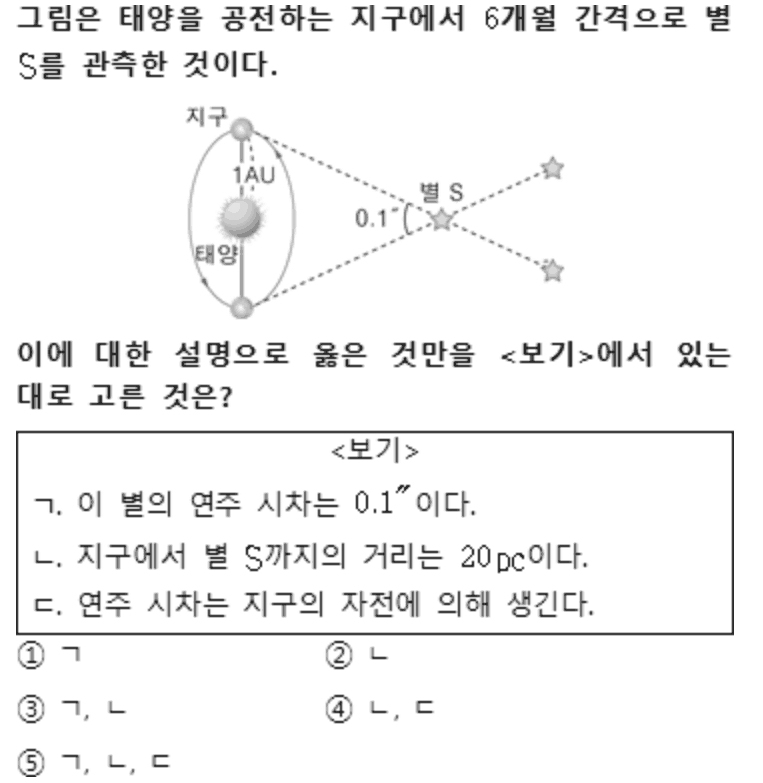 그림은 태양을 공전하는 지구에서 6개월 간격으로 별
S를 관측한 것이다.
지구
1AU
별 S
0.1″
태양
이에 대한 설명으로 옳은 것만을 <보기>에서 있는
대로 고른 것은?
<보기>
ㄱ. 이 별의 연주 시차는 0.1″이다.
ㄴ. 지구에서 별 S까지의 거리는 20pc이다.
ㄷ. 연주 시차는 지구의 자전에 의해 생긴다.
① ㄱ ② ㄴ
③ ㄱ, ㄴ ④ ㄴ, ㄷ
⑤ ㄱ, ㄴ, ㄷ